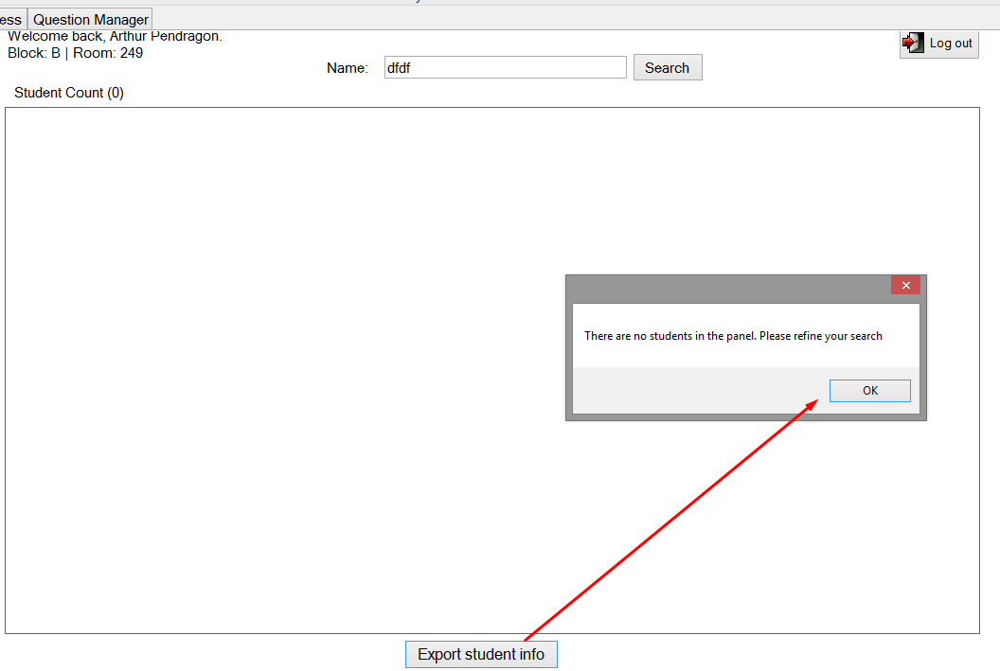 ess
Question Manager
Welcome back, Arthur Pendragon.
Block: B | Room: 249
Log out
Name:
dfdf
Search
Student Count (0)
There are no students in the panel. Please refine your search
OK
Export student info